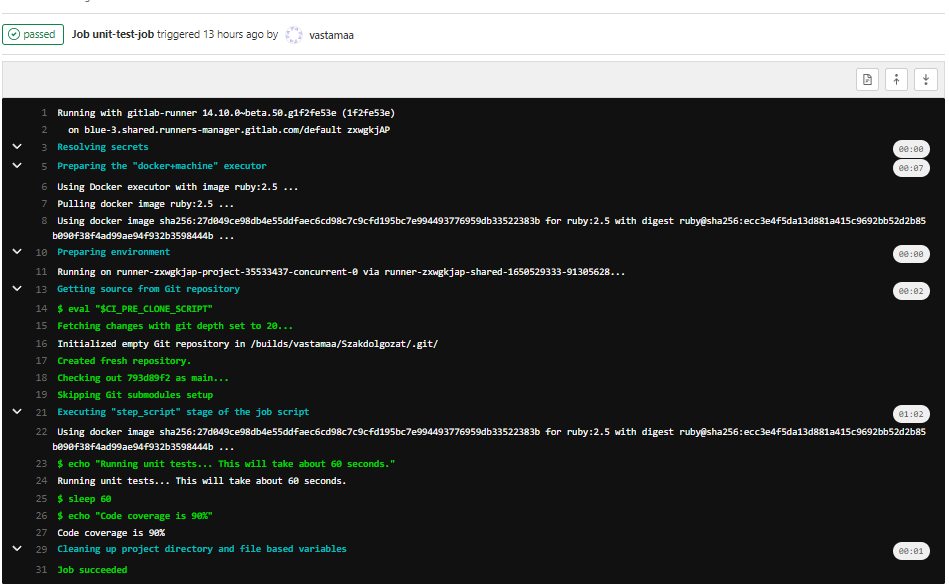 passed Job unit-test-job triggered 13 hours ago by vastamaa
1 Running with gitlab-runner 14.10.0~beta.50.g1f2fe53e (1f2fe53e)
2 on blue-3.shared.runners-manager.gitlab.com/default zxwgkjAP
3 Resolving secrets 00:00
5 Preparing the "docker+machine" executor 00:07
6 Using Docker executor with image ruby:2.5 ...
7 Pulling docker image ruby:2.5 ...
8 Using docker image sha256:27d049ce98db4e55ddfaec6cd98c7c9cfd195bc7e994493776959db33522383b for ruby:2.5 with digest ruby@sha256:ecc3e4f5da13d881a415c9692bb52d2b85
b090f38f4ad99ae94f932b3598444b ...
10 Preparing environment 00:00
11 Running on runner-zxwgkjap-project-35533437-concurrent-0 via runner-zxwgkjap-shared-1650529333-91305628...
13 Getting source from Git repository 00:02
14 $ eval "$CI_PRE_CLONE_SCRIPT"
15 Fetching changes with git depth set to 20...
16 Initialized empty Git repository in /builds/vastamaa/Szakdolgozat/.git/
17 Created fresh repository.
18 Checking out 793d89f2 as main...
19 Skipping Git submodules setup
21 Executing "step_script" stage of the job script 01:02
22 Using docker image sha256:27d049ce98db4e55ddfaec6cd98c7c9cfd195bc7e994493776959db33522383b for ruby:2.5 with digest ruby@sha256:ecc3e4f5da13d881a415c9692bb52d2b85
b090f38f4ad99ae94f932b3598444b ...
23 $ echo "Running unit tests... This will take about 60 seconds."
24 Running unit tests... This will take about 60 seconds.
25 $ sleep 60
26 $ echo "Code coverage is 90%"
27 Code coverage is 90%
29 Cleaning up project directory and file based variables 00:01
31 Job succeeded